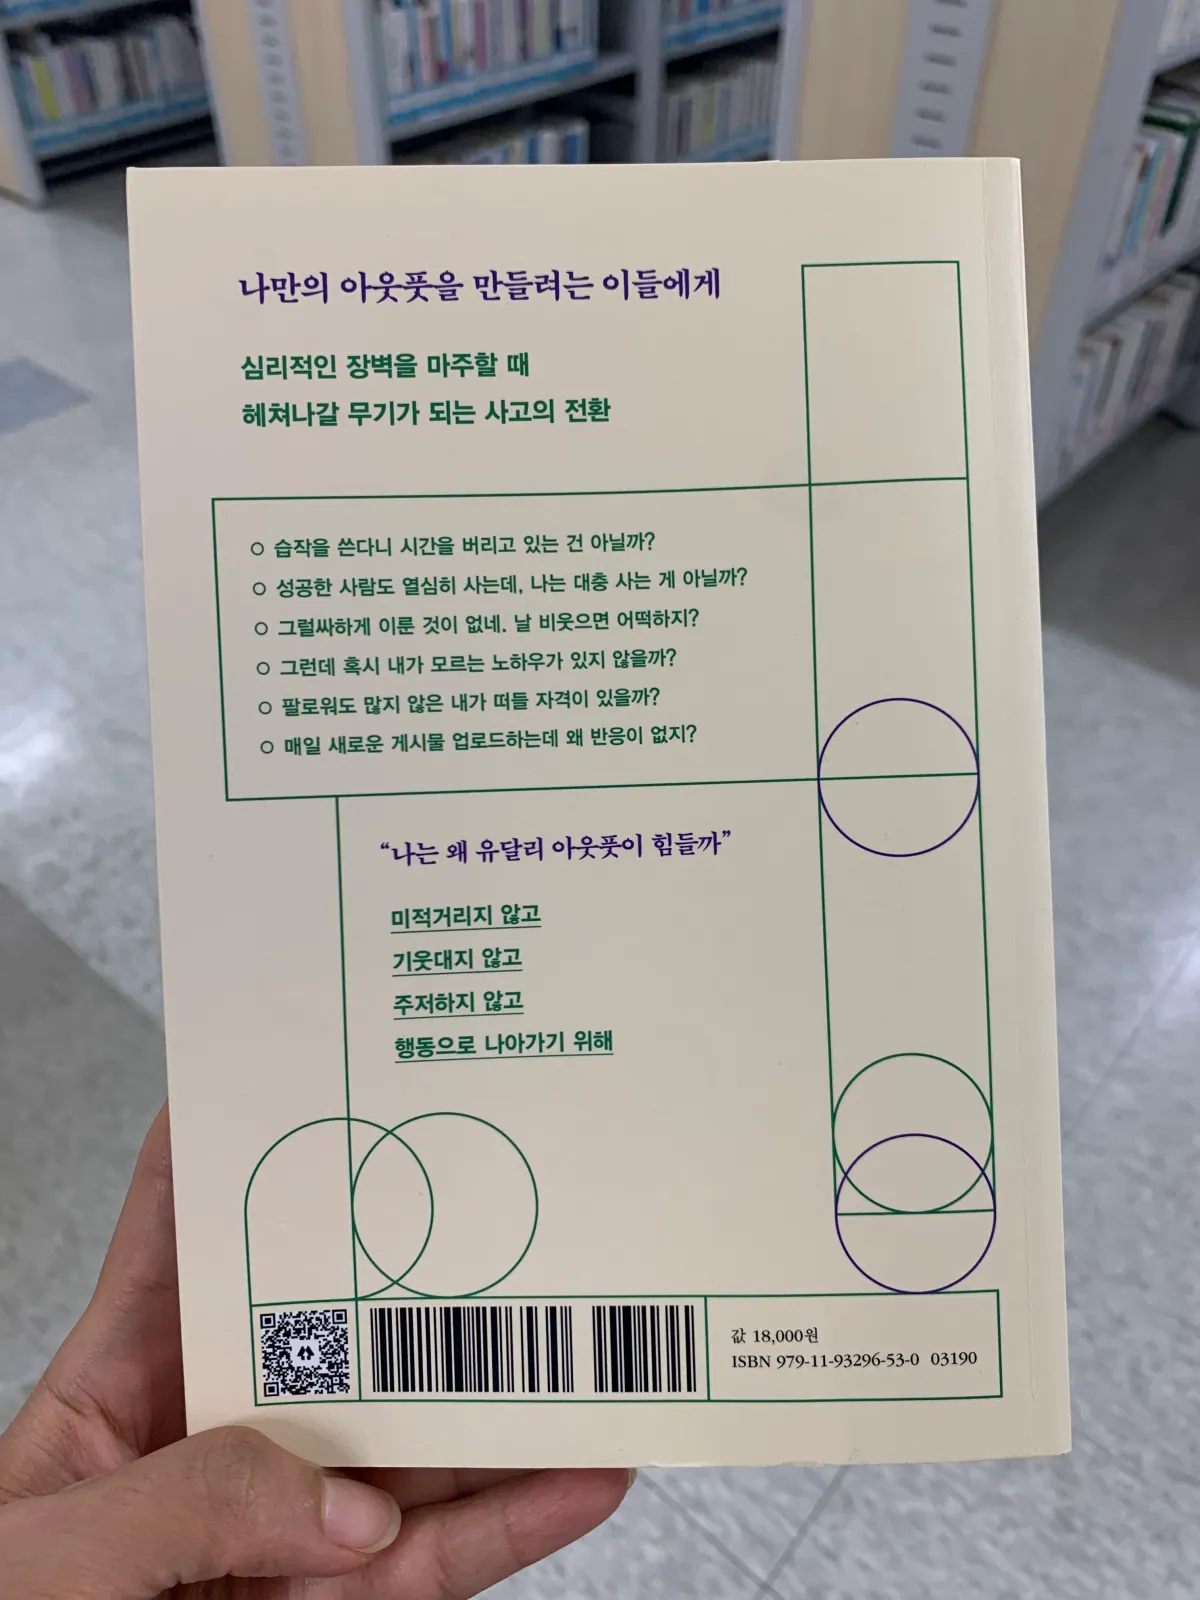 나만의 아웃풋을 만들려는 이들에게
심리적인 장벽을 마주할 때
헤쳐나갈 무기가 되는 사고의 전환
○ 습작을 쓴다니 시간을 버리고 있는 건 아닐까?
○ 성공한 사람도 열심히 사는데, 나는 대충 사는 게 아닐까?
○ 그럴싸하게 이룬 것이 없네. 날 비웃으면 어떡하지?
○ 그런데 혹시 내가 모르는 노하우가 있지 않을까?
○ 팔로워도 많지 않은 내가 떠들 자격이 있을까?
○ 매일 새로운 게시물 업로드하는데 왜 반응이 없지?
“나는 왜 유달리 아웃풋이 힘들까”
미적거리지 않고
기웃대지 않고
주저하지 않고
행동으로 나아가기 위해
값 18,000원
ISBN 979-11-93296-53-0 03190